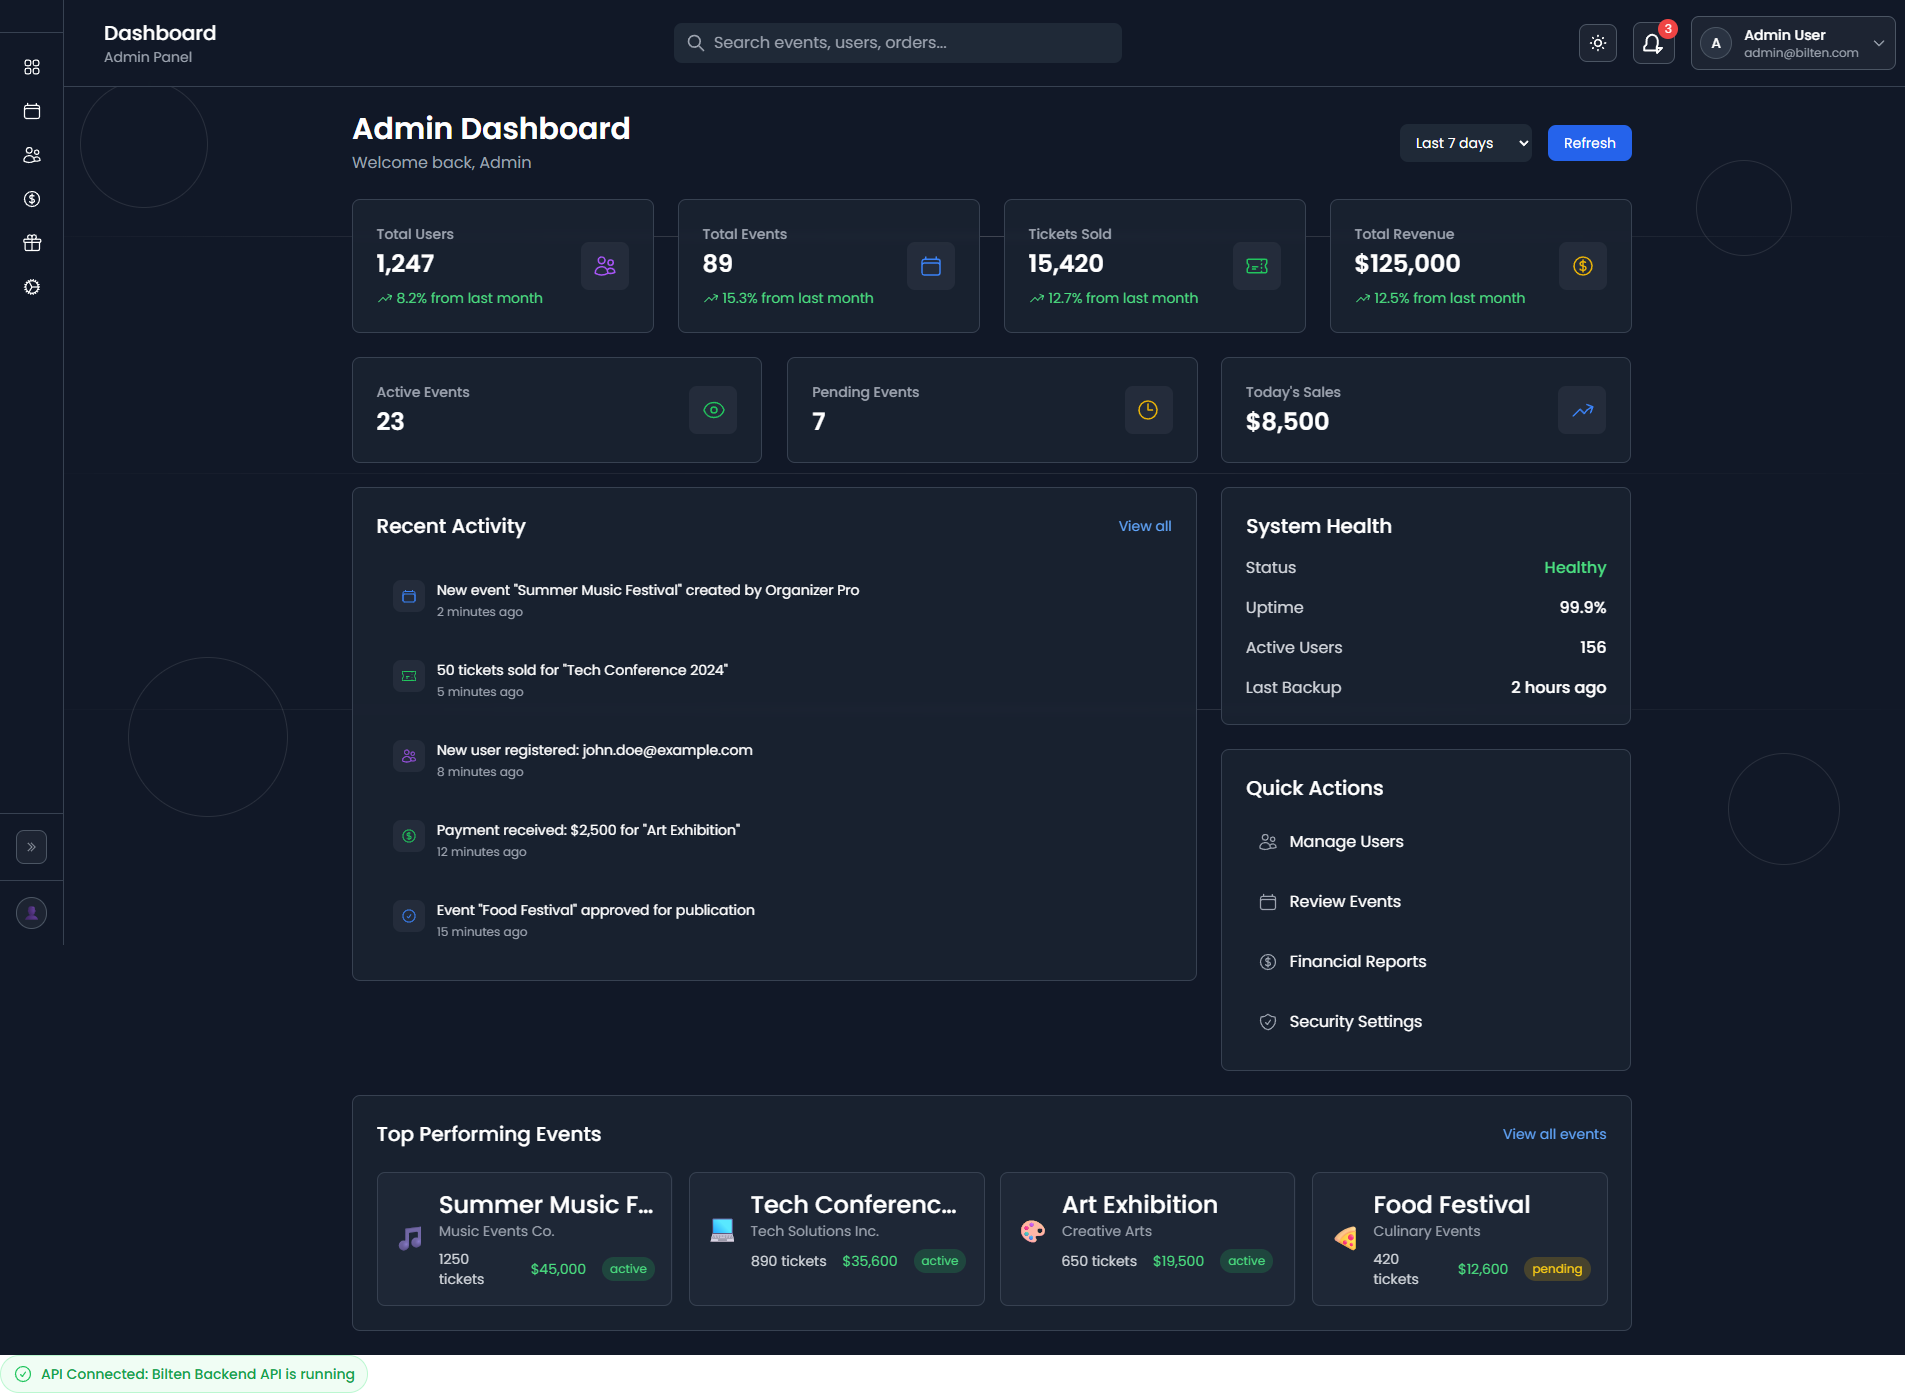 Dashboard
Admin Panel
Search events, users, orders...
3
A
Admin User
admin@bilten.com
Admin Dashboard
Welcome back, Admin
Last 7 days
Refresh
Total Users
1,247
8.2% from last month
Total Events
89
15.3% from last month
Tickets Sold
15,420
12.7% from last month
Total Revenue
$125,000
12.5% from last month
Active Events
23
Pending Events
7
Today's Sales
$8,500
Recent Activity
View all
New event "Summer Music Festival" created by Organizer Pro
2 minutes ago
50 tickets sold for "Tech Conference 2024"
5 minutes ago
New user registered: john.doe@example.com
8 minutes ago
Payment received: $2,500 for "Art Exhibition"
12 minutes ago
Event "Food Festival" approved for publication
15 minutes ago
System Health
Status Healthy
Uptime 99.9%
Active Users 156
Last Backup 2 hours ago
Quick Actions
Manage Users
Review Events
Financial Reports
Security Settings
Top Performing Events
View all events
Summer Music F...
Music Events Co.
1250
tickets
$45,000
active
Tech Conferenc...
Tech Solutions Inc.
890 tickets $35,600 active
Art Exhibition
Creative Arts
650 tickets $19,500 active
Food Festival
Culinary Events
420
tickets
$12,600
pending
API Connected: Bilten Backend API is running